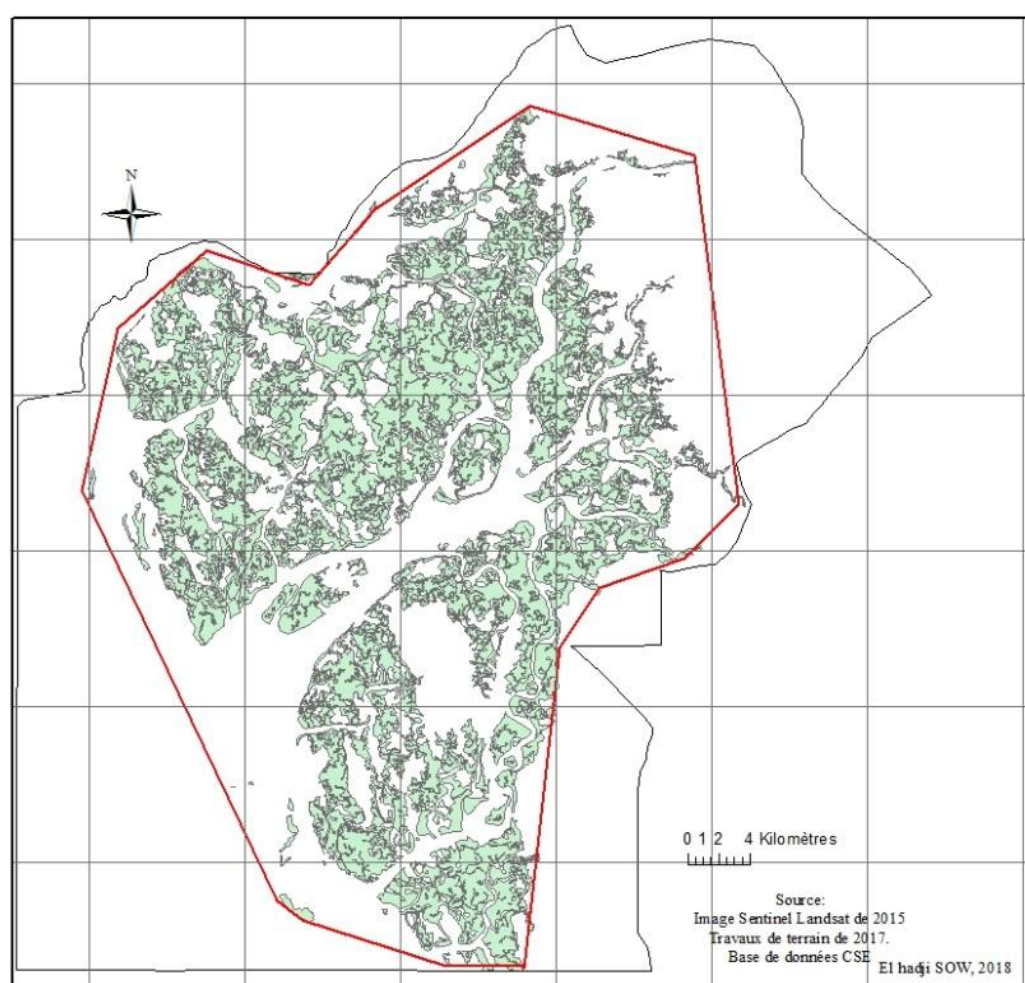 N
0 1 2 4 Kilomètres
Source:
Image Sentinel Landsat de 2015
Travaux de terrain de 2017.
Base de données CSE
El hadji SOW, 2018